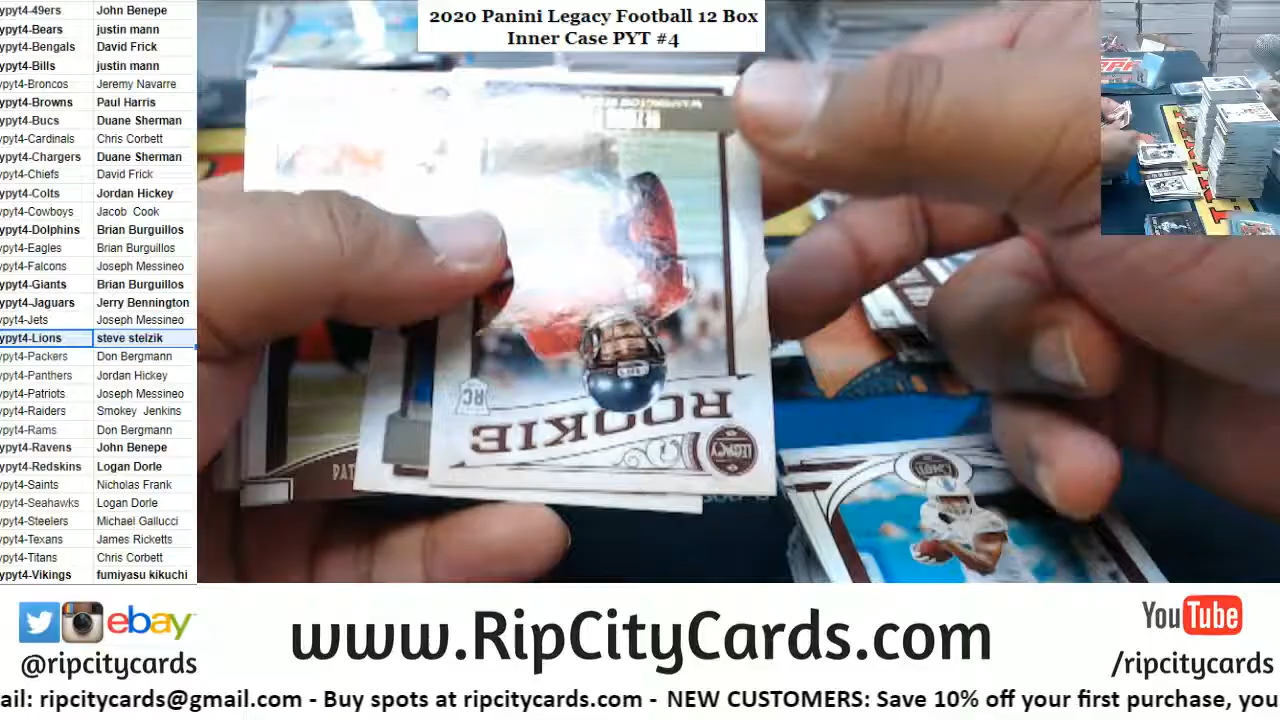 2020 Panini Legacy Football 12 Box
Inner Case PYT #4
ypyt4-49ers John Benepe
ypyt4-Bears justin mann
ypyt4-Bengals David Frick
ypyt4-Bills justin mann
ypyt4-Broncos Jeremy Navarre
ypyt4-Browns Paul Harris
ypyt4-Bucs Duane Sherman
ypyt4-Cardinals Chris Corbett
ypyt4-Chargers Duane Sherman
ypyt4-Chiefs David Frick
ypyt4-Colts Jordan Hickey
ypyt4-Cowboys Jacob Cook
ypyt4-Dolphins Brian Burguillos
ypyt4-Eagles Brian Burguillos
ypyt4-Falcons Joseph Messineo
ypyt4-Giants Brian Burguillos
ypyt4-Jaguars Jerry Bennington
ypyt4-Jets Joseph Messineo
ypyt4-Lions steve stelzik
ypyt4-Packers Don Bergmann
ypyt4-Panthers Jordan Hickey
ypyt4-Patriots Joseph Messineo
ypyt4-Raiders Smokey Jenkins
ypyt4-Rams Don Bergmann
ypyt4-Ravens John Benepe
ypyt4-Redskins Logan Dorle
ypyt4-Saints Nicholas Frank
ypyt4-Seahawks Logan Dorle
ypyt4-Steelers Michael Gallucci
ypyt4-Texans James Ricketts
ypyt4-Titans Chris Corbett
ypyt4-Vikings fumiyasu kikuchi
ROOKIE
RC
LEGACY
PAT
LEGACY
ebay
@ripcitycards
www.RipCityCards.com
YouTube
/ripcitycards
ail: ripcitycards@gmail.com - Buy spots at ripcitycards.com - NEW CUSTOMERS: Save 10% off your first purchase, you